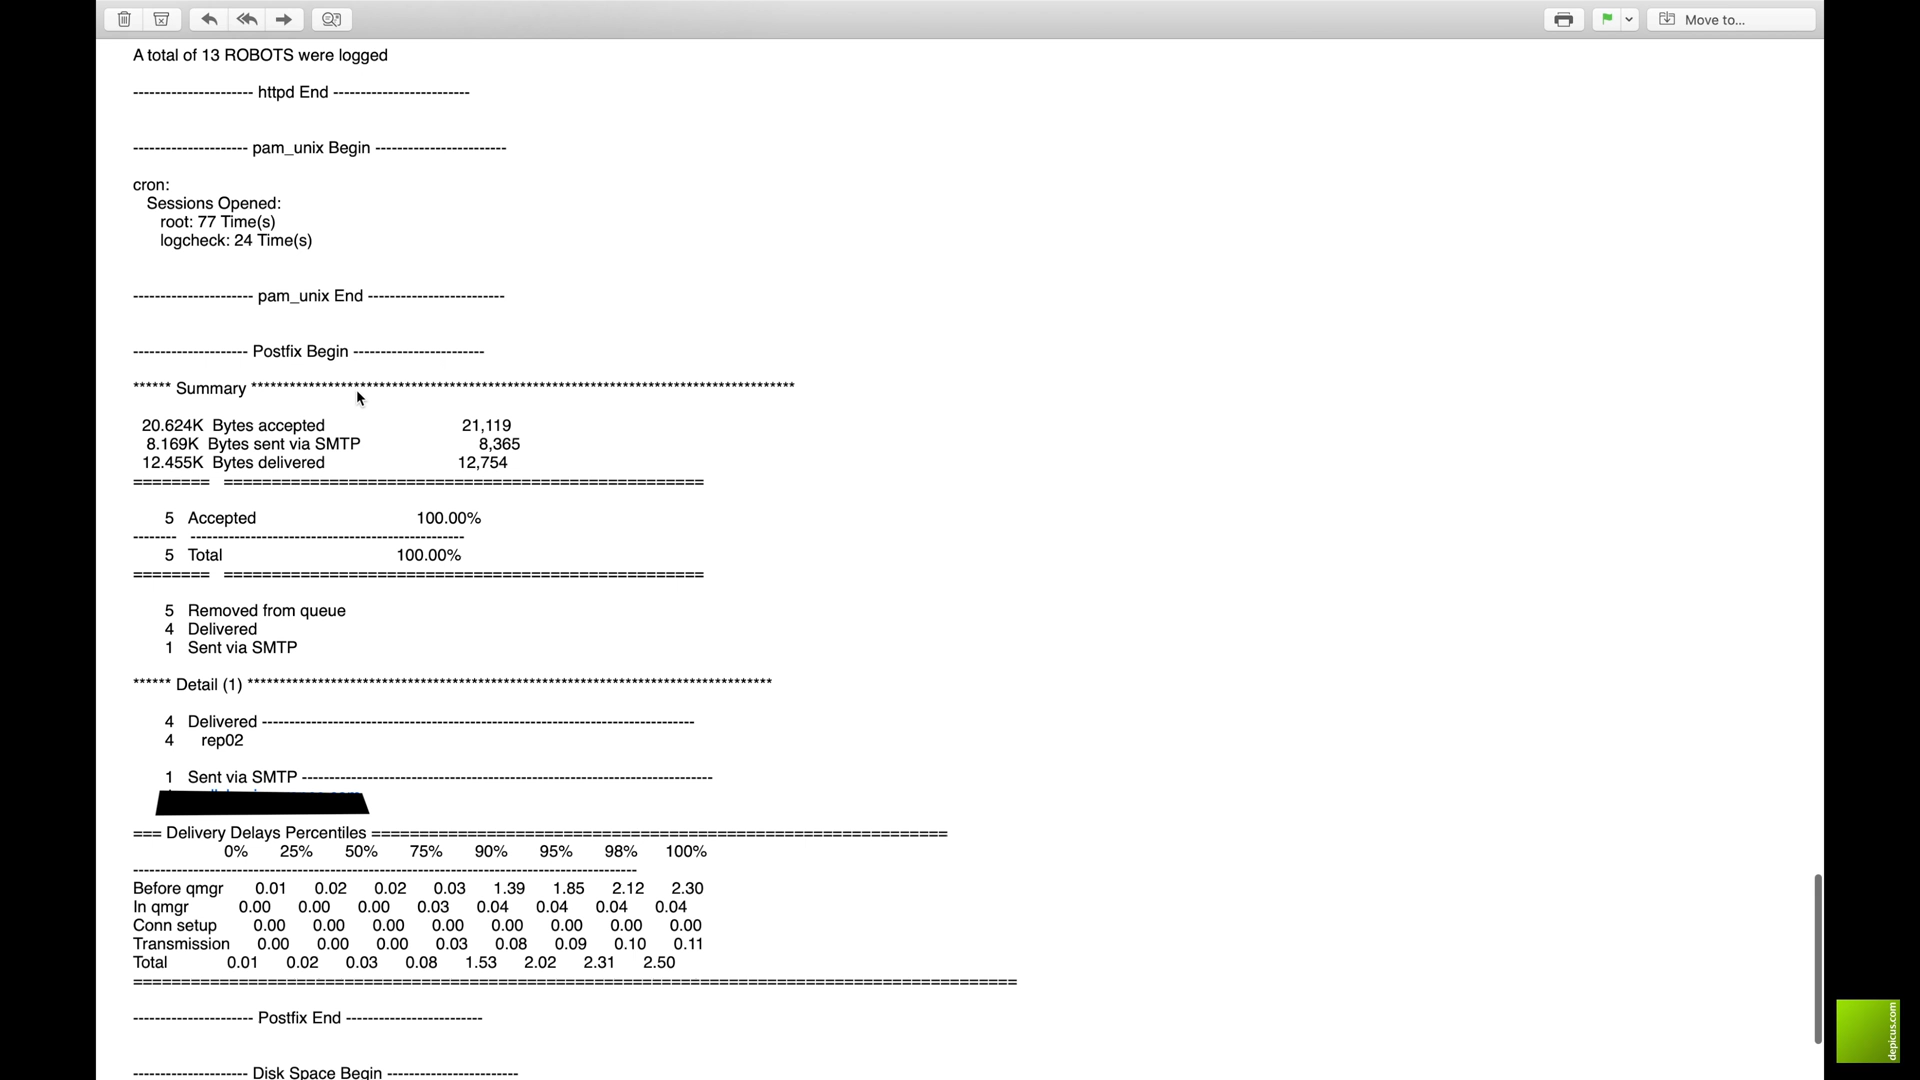 Move to...
A total of 13 ROBOTS were logged
---------------------- httpd End -------------------------
--------------------- pam_unix Begin ------------------------
cron:
Sessions Opened:
root: 77 Time(s)
logcheck: 24 Time(s)
---------------------- pam_unix End -------------------------
--------------------- Postfix Begin ------------------------
****** Summary *************************************************************************************
20.624K Bytes accepted 21,119
8.169K Bytes sent via SMTP 8,365
12.455K Bytes delivered 12,754
======== ==================================================
5 Accepted 100.00%
-------- --------------------------------------------------
5 Total 100.00%
======== ==================================================
5 Removed from queue
4 Delivered
1 Sent via SMTP
****** Detail (1) **********************************************************************************
4 Delivered -------------------------------------------------------------------------------
4 rep02
1 Sent via SMTP ---------------------------------------------------------------------------
=== Delivery Delays Percentiles ============================================================
0% 25% 50% 75% 90% 95% 98% 100%
--------------------------------------------------------------------------------------------
Before qmgr 0.01 0.02 0.02 0.03 1.39 1.85 2.12 2.30
In qmgr 0.00 0.00 0.00 0.03 0.04 0.04 0.04 0.04
Conn setup 0.00 0.00 0.00 0.00 0.00 0.00 0.00 0.00
Transmission 0.00 0.00 0.00 0.03 0.08 0.09 0.10 0.11
Total 0.01 0.02 0.03 0.08 1.53 2.02 2.31 2.50
============================================================================================
---------------------- Postfix End -------------------------
--------------------- Disk Space Begin ------------------------
depicus.com